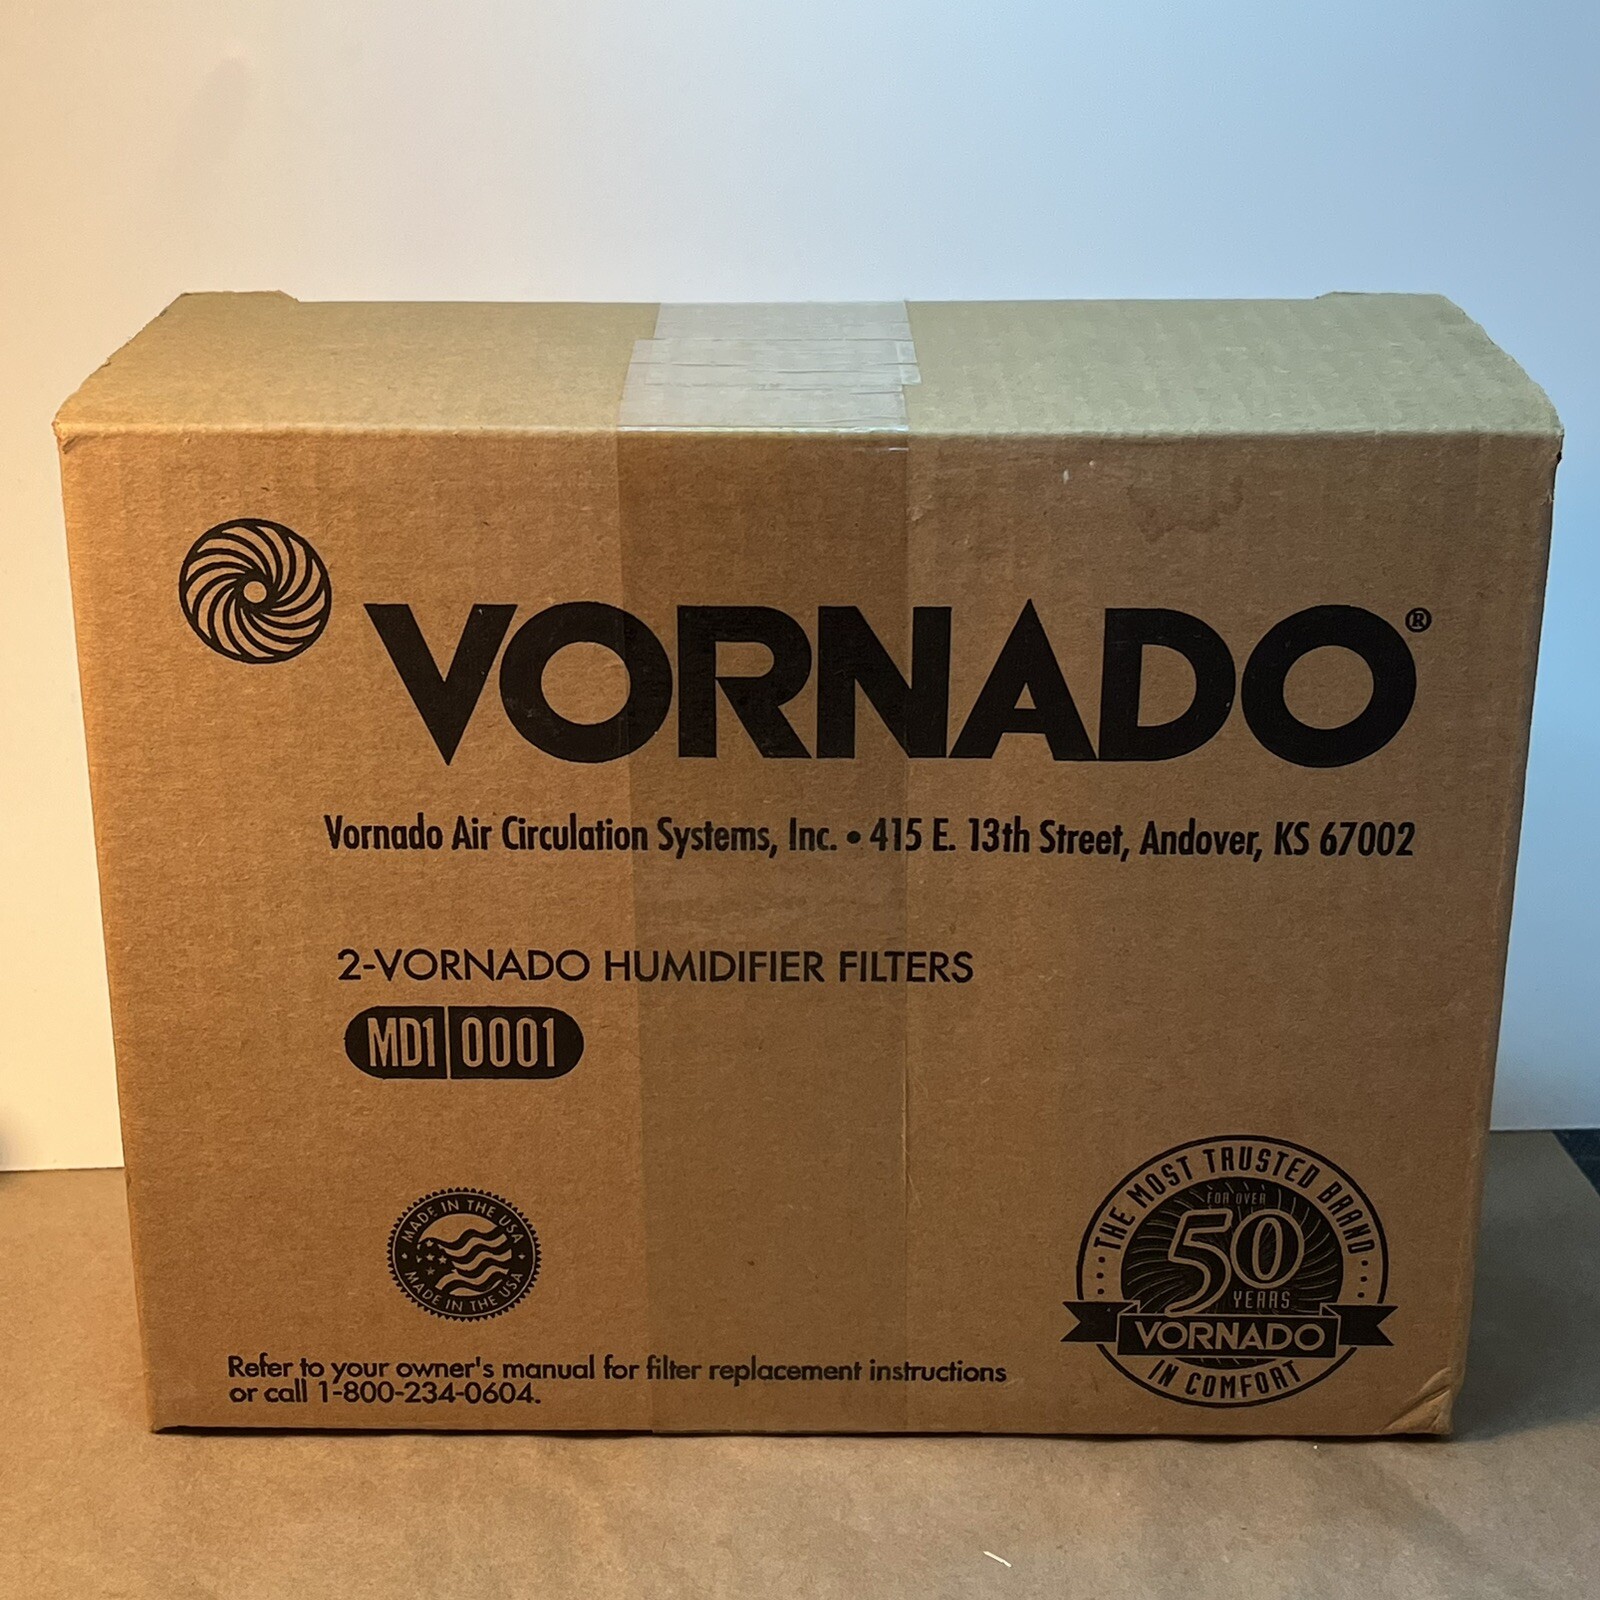 VORNADO®
Vornado Air Circulation Systems, Inc. • 415 E. 13th Street, Andover, KS 67002
2-VORNADO HUMIDIFIER FILTERS
MD1 0001
MADE IN THE USA
MADE IN THE USA
THE MOST TRUSTED BRAND
FOR OVER
50
YEARS
VORNADO
IN COMFORT
Refer to your owner's manual for filter replacement instructions
or call 1-800-234-0604.